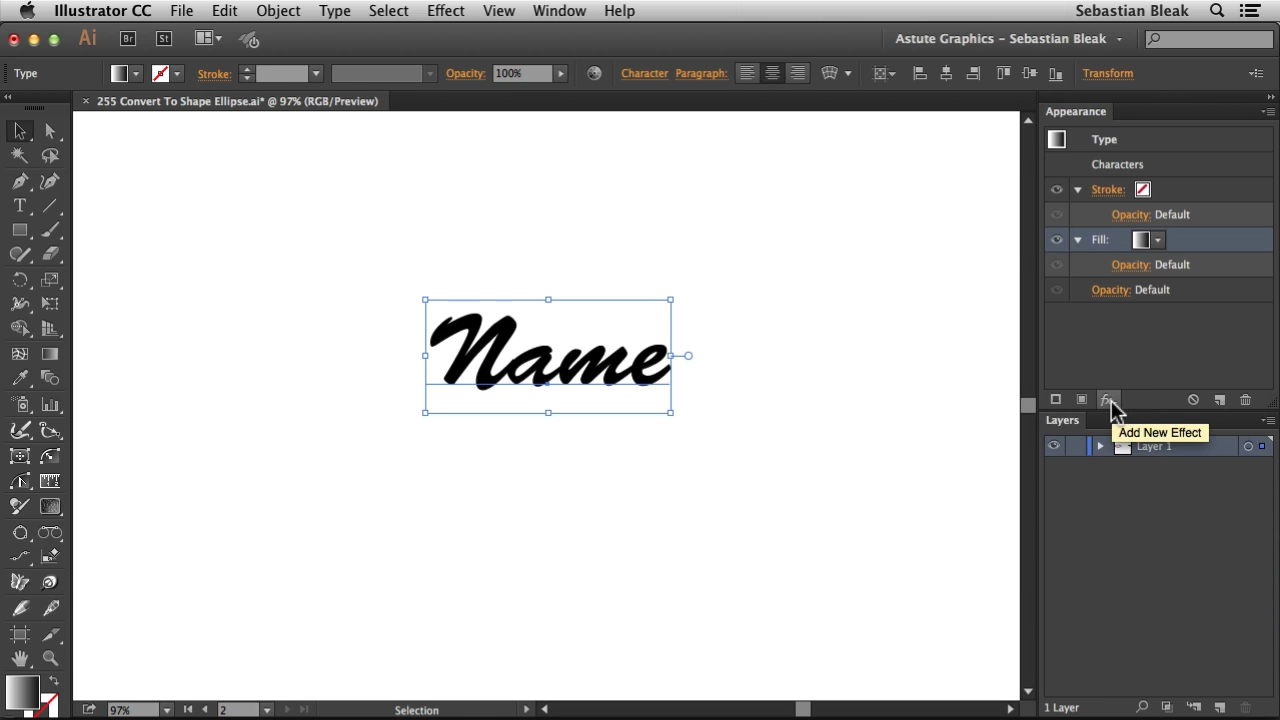 Illustrator CC File Edit Object Type Select Effect View Window Help Sebastian Bleak
Ai Br St Astute Graphics - Sebastian Bleak
Type Stroke: Opacity: 100% Character Paragraph: Transform
× 255 Convert To Shape Ellipse.ai* @ 97% (RGB/Preview)
Appearance
Type
Characters
Stroke:
Opacity: Default
Fill:
Opacity: Default
Opacity: Default
fx
Name
Layers
Add New Effect
Layer 1
97% 2 Selection
1 Layer